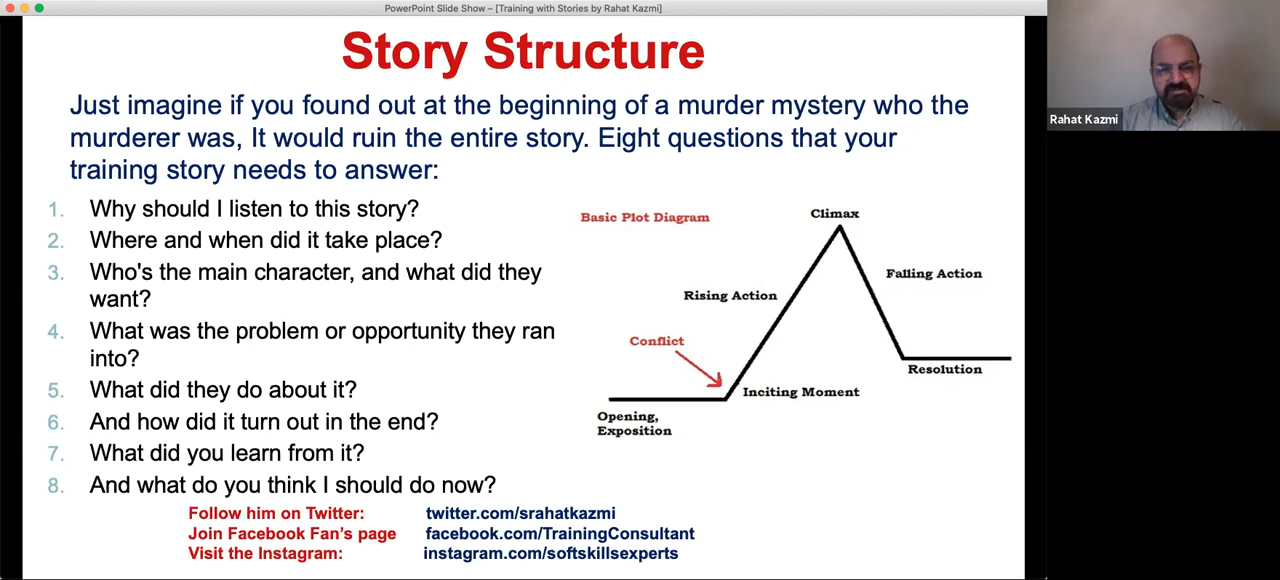 PowerPoint Slide Show – [Training with Stories by Rahat Kazmi]
Story Structure
Just imagine if you found out at the beginning of a murder mystery who the
murderer was, It would ruin the entire story. Eight questions that your
training story needs to answer:
1. Why should I listen to this story?
2. Where and when did it take place?
3. Who's the main character, and what did they
want?
4. What was the problem or opportunity they ran
into?
5. What did they do about it?
6. And how did it turn out in the end?
7. What did you learn from it?
8. And what do you think I should do now?
Basic Plot Diagram
Climax
Falling Action
Rising Action
Conflict
Resolution
Inciting Moment
Opening,
Exposition
Follow him on Twitter: twitter.com/srahatkazmi
Join Facebook Fan’s page facebook.com/TrainingConsultant
Visit the Instagram: instagram.com/softskillsexperts
Rahat Kazmi